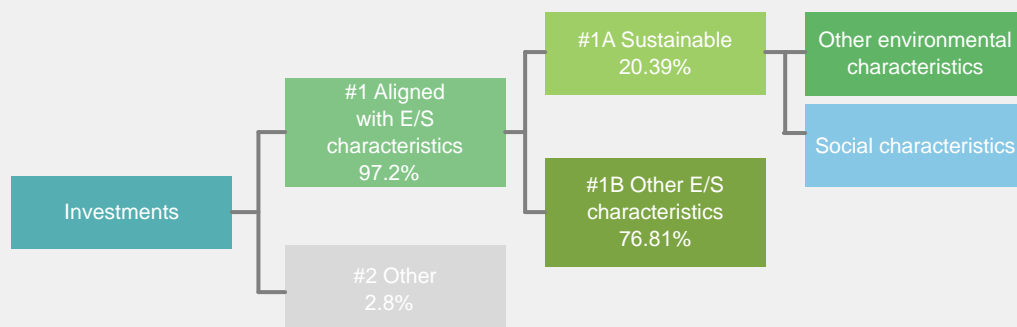 Investments
#1 Aligned
with E/S
characteristics
97.2%
#2 Other
2.8%
#1A Sustainable
20.39%
#1B Other E/S
characteristics
76.81%
Other environmental
characteristics
Social characteristics